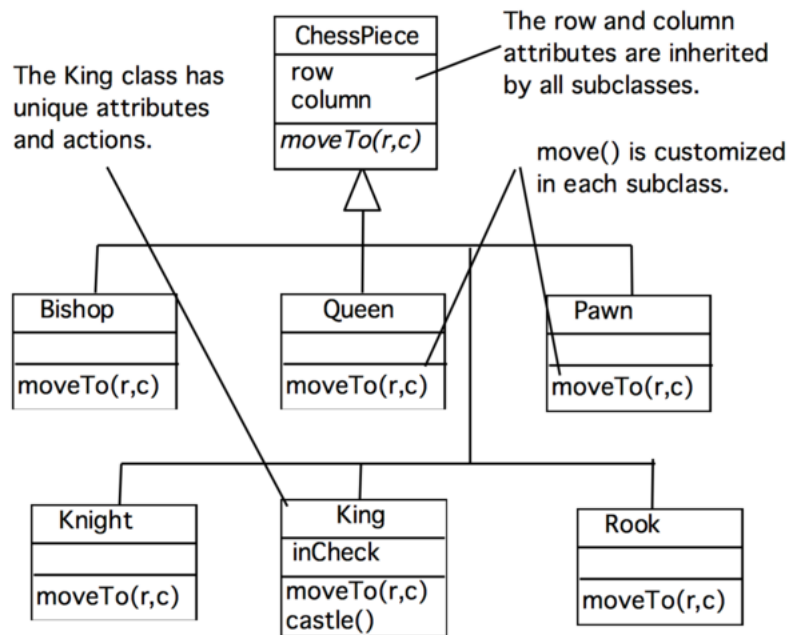 ChessPiece
row
column
moveTo(r,c)
The row and column
attributes are inherited
by all subclasses.
The King class has
unique attributes
and actions.
move() is customized
in each subclass.
Bishop
moveTo(r,c)
Queen
moveTo(r,c)
Pawn
moveTo(r,c)
Knight
moveTo(r,c)
King
inCheck
moveTo(r,c)
castle()
Rook
moveTo(r,c)